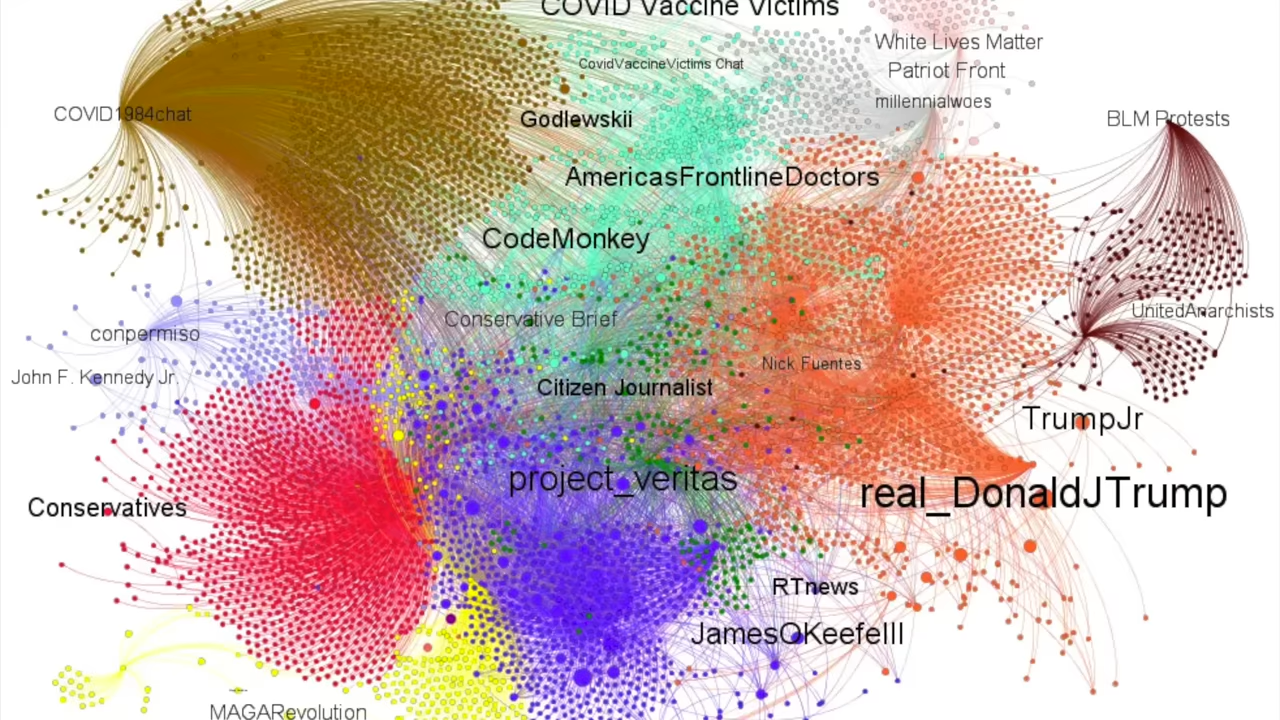 COVID Vaccine Victims
White Lives Matter
CovidVaccineVictims Chat
Patriot Front
millennialwoes
COVID1984chat
Godlewskii
BLM Protests
AmericasFrontlineDoctors
CodeMonkey
UnitedAnarchists
Conservative Brief
conpermiso
Nick Fuentes
John F. Kennedy Jr.
Citizen Journalist
TrumpJr
project_veritas
real_DonaldJTrump
Conservatives
RTnews
JamesOKeefeIII
MAGARevolution